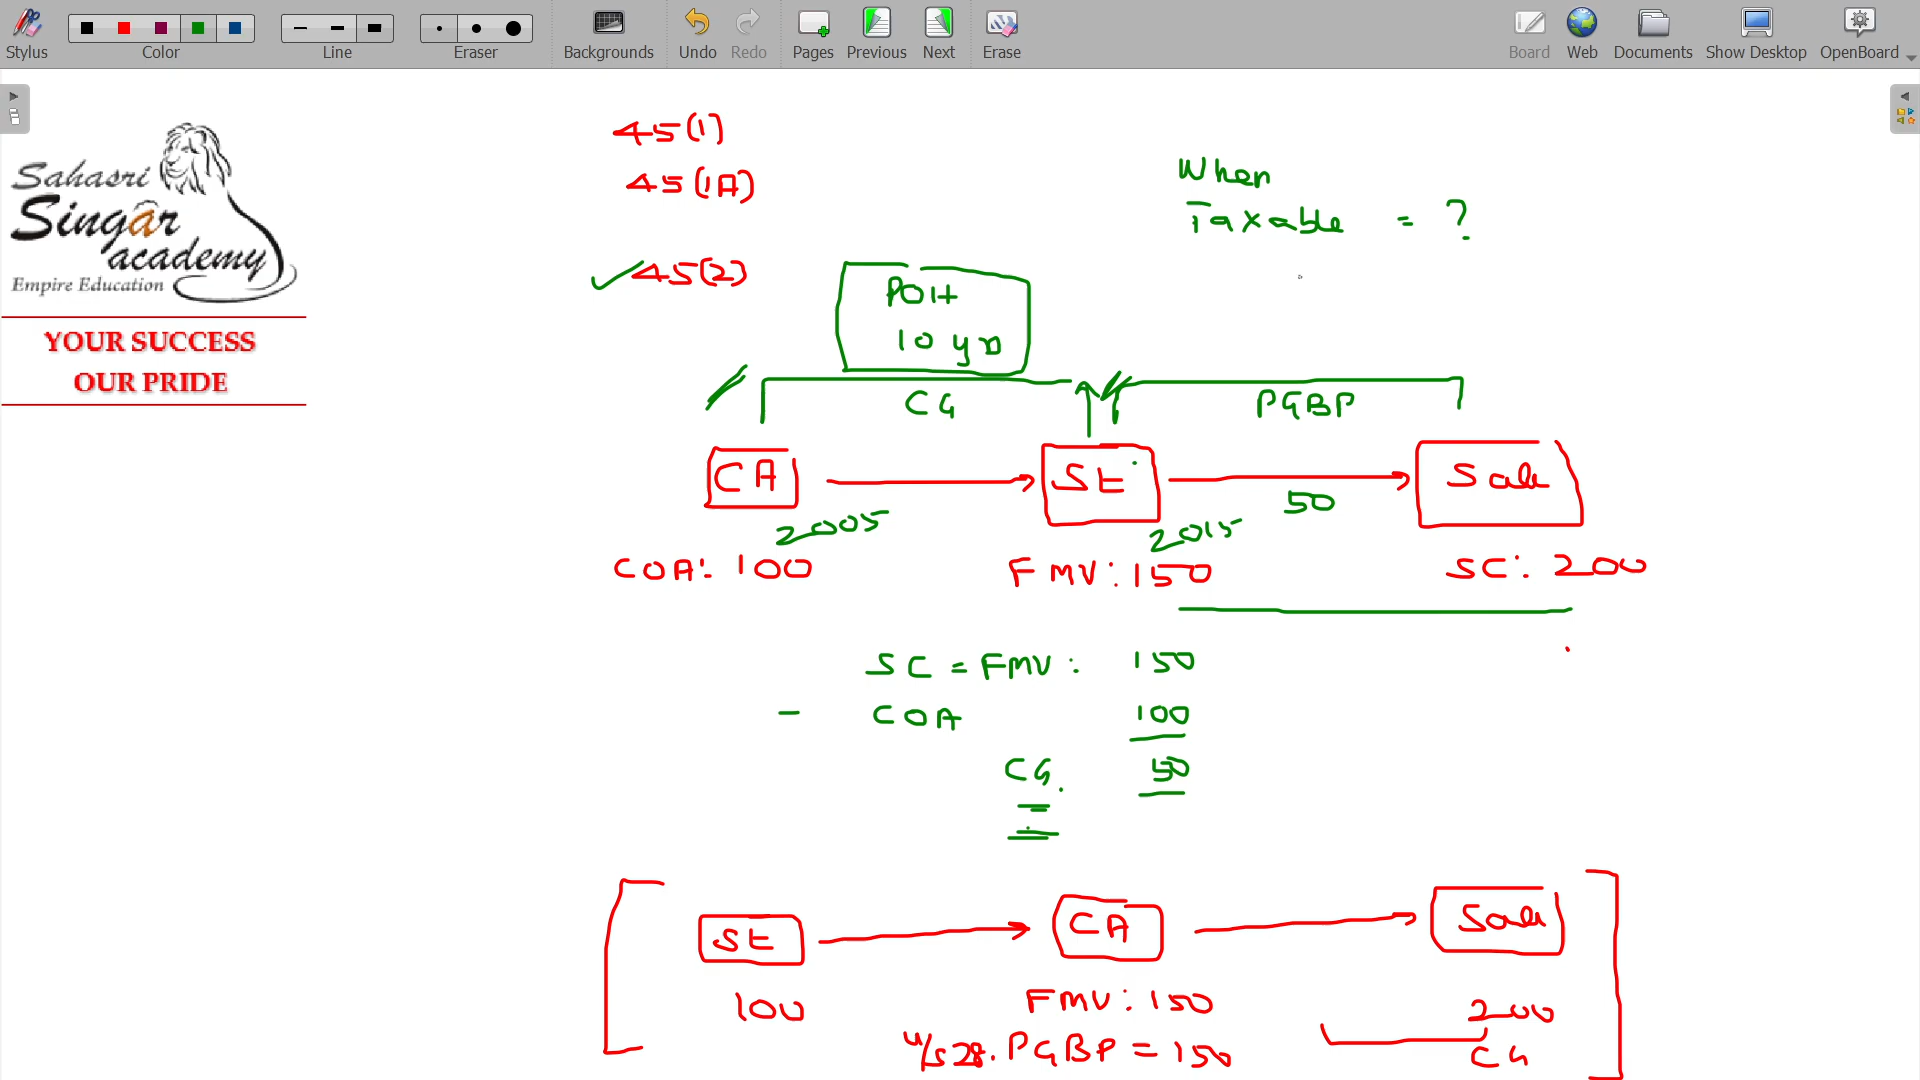 Stylus
Color
Line
Eraser
Backgrounds
Undo
Redo
Pages
Previous
Next
Erase
Board
Web
Documents
Show Desktop
OpenBoard
Sahasri
Singar
academy
Empire Education
YOUR SUCCESS
OUR PRIDE
45(1)
45(1A)
45(2)
When
Taxable = ?
POH
10 yrs
CG
PGBP
CA
St
Sale
2005
2015
50
COA: 100
FMV: 150
SC: 200
SC = FMV: 150
- COA 100
CG 50
St
CA
Sale
100
FMV: 150
200
u/s 28. PGBP = 150
CG